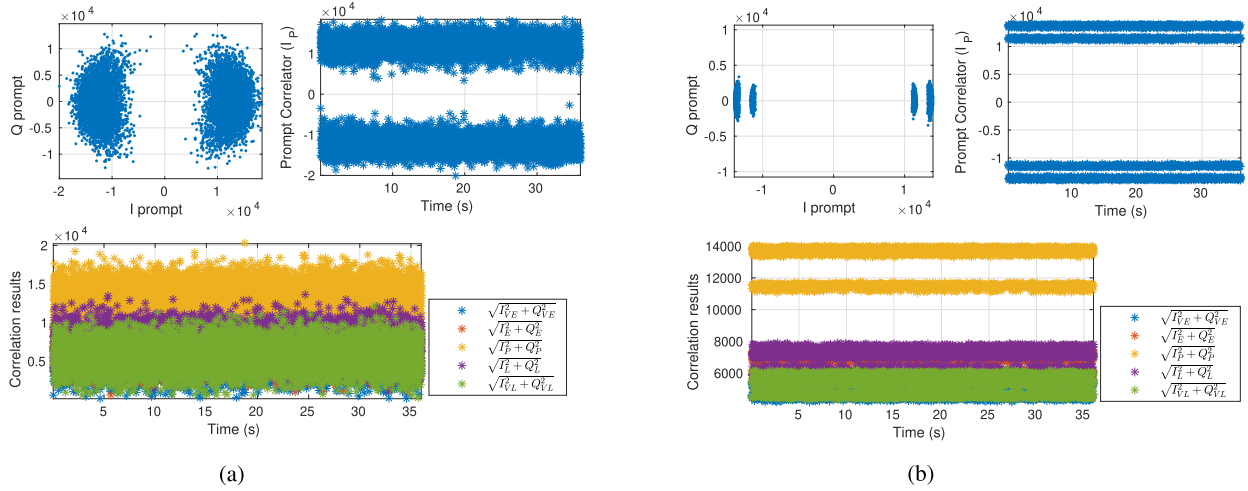 ×10⁴
1
0.5
0
-0.5
-1
Q prompt
-2
-1
0
1
I prompt
×10⁴
×10⁴
1
0
-1
-2
Prompt Correlator (I_P)
10
20
30
Time (s)
×10⁴
2
1.5
1
0.5
Correlation results
5
10
15
20
25
30
35
Time (s)
√(I²_VE + Q²_VE)
√(I²_E + Q²_E)
√(I²_P + Q²_P)
√(I²_L + Q²_L)
√(I²_VL + Q²_VL)
(a)
×10⁴
1
0.5
0
-0.5
-1
Q prompt
-1
0
1
I prompt
×10⁴
×10⁴
1
0.5
0
-0.5
-1
Prompt Correlator (I_P)
10
20
30
Time (s)
14000
12000
10000
8000
6000
Correlation results
5
10
15
20
25
30
35
Time (s)
√(I²_VE + Q²_VE)
√(I²_E + Q²_E)
√(I²_P + Q²_P)
√(I²_L + Q²_L)
√(I²_VL + Q²_VL)
(b)